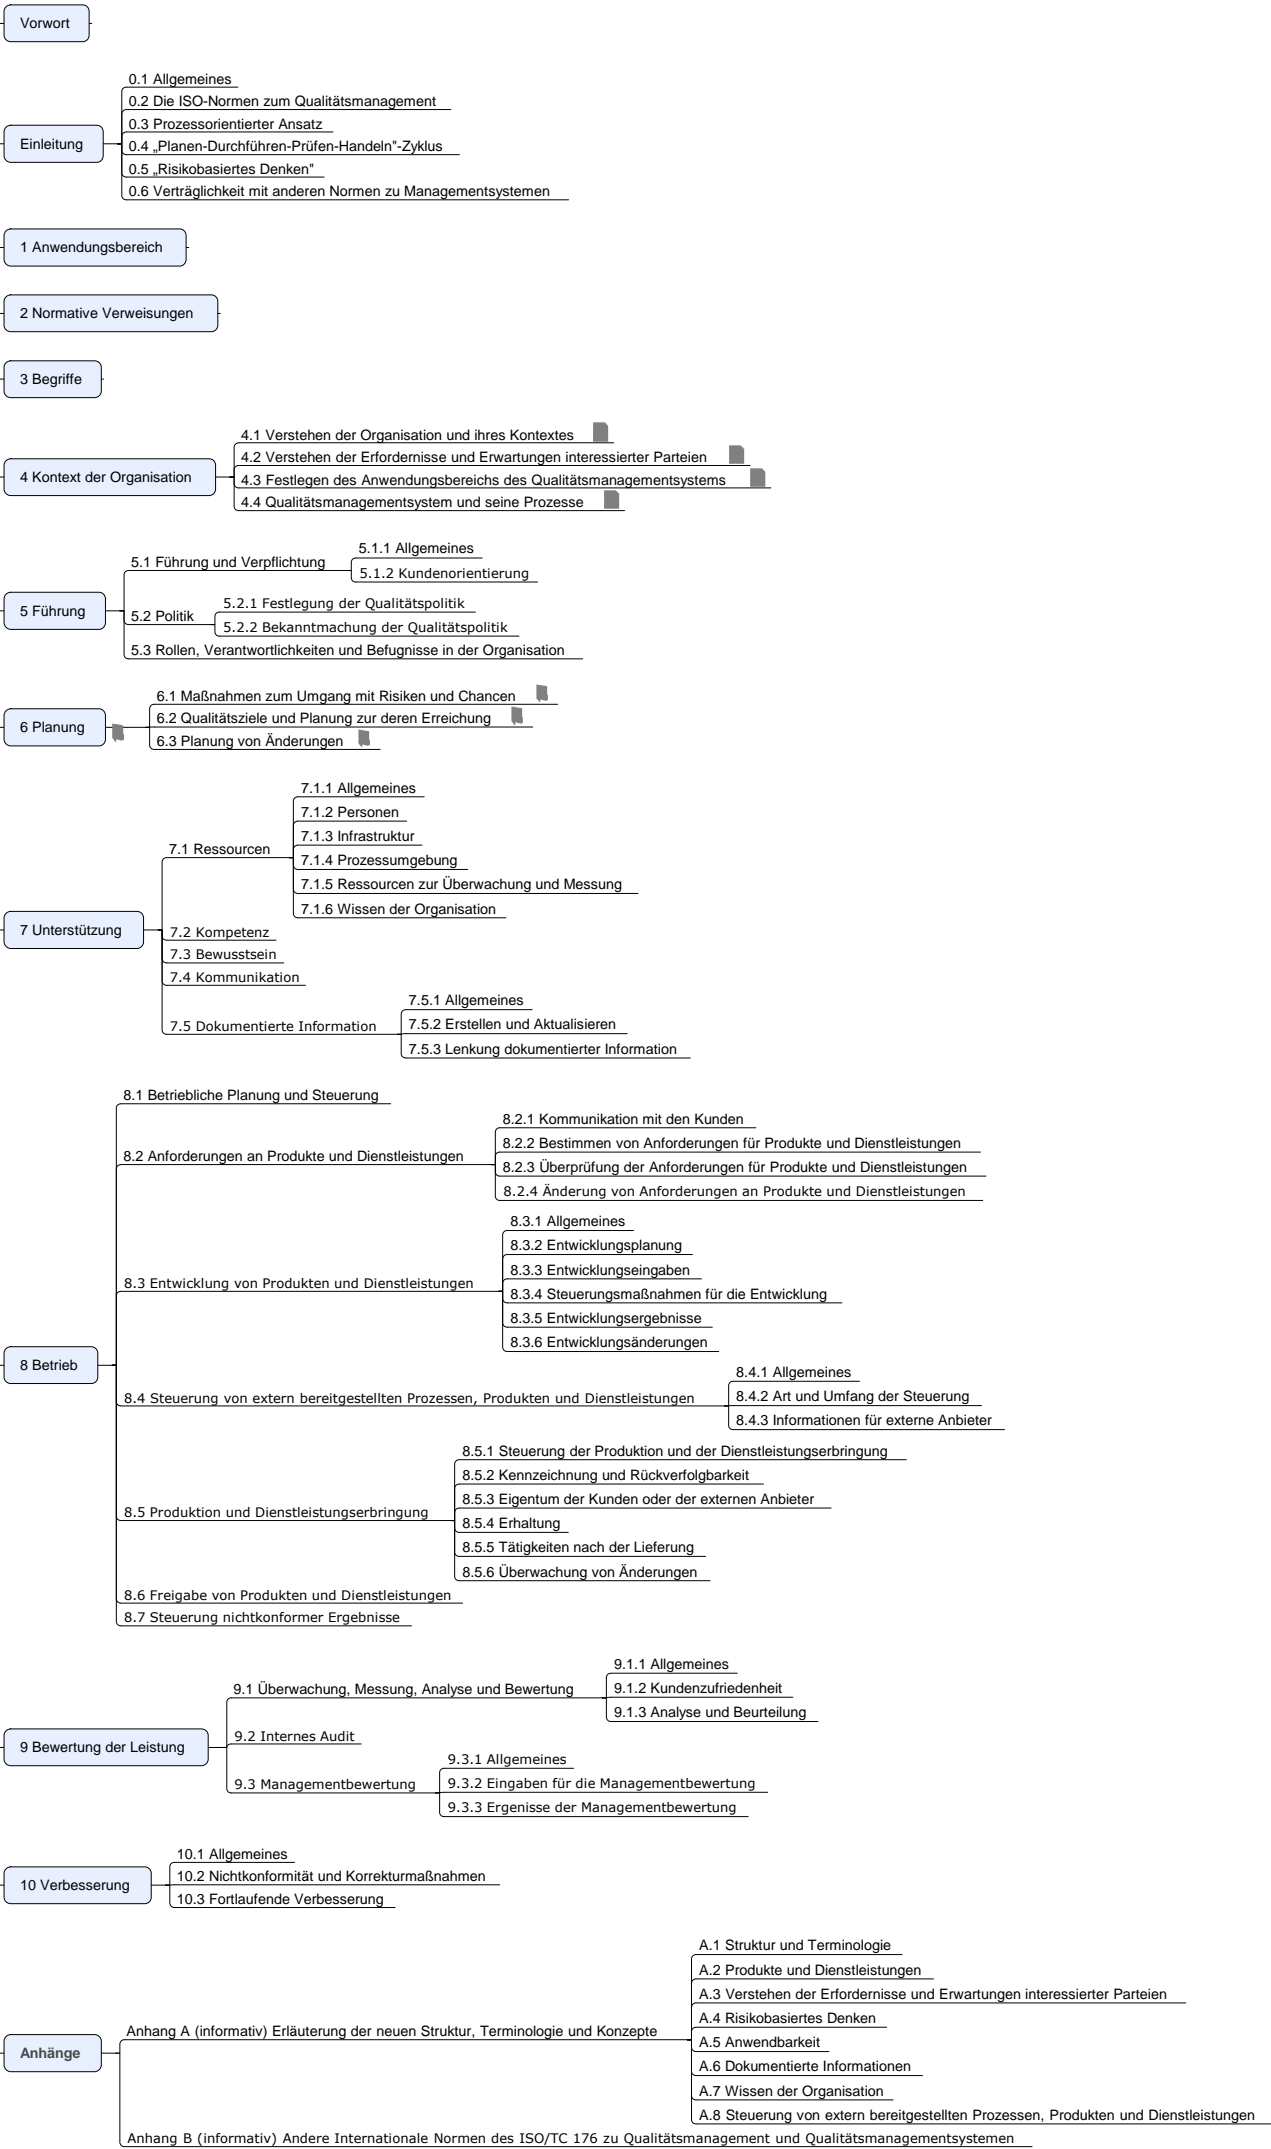 Vorwort
Einleitung
0.1 Allgemeines
0.2 Die ISO-Normen zum Qualitätsmanagement
0.3 Prozessorientierter Ansatz
0.4 „Planen-Durchführen-Prüfen-Handeln"-Zyklus
0.5 „Risikobasiertes Denken"
0.6 Verträglichkeit mit anderen Normen zu Managementsystemen
1 Anwendungsbereich
2 Normative Verweisungen
3 Begriffe
4 Kontext der Organisation
4.1 Verstehen der Organisation und ihres Kontextes
4.2 Verstehen der Erfordernisse und Erwartungen interessierter Parteien
4.3 Festlegen des Anwendungsbereichs des Qualitätsmanagementsystems
4.4 Qualitätsmanagementsystem und seine Prozesse
5 Führung
5.1 Führung und Verpflichtung
5.1.1 Allgemeines
5.1.2 Kundenorientierung
5.2 Politik
5.2.1 Festlegung der Qualitätspolitik
5.2.2 Bekanntmachung der Qualitätspolitik
5.3 Rollen, Verantwortlichkeiten und Befugnisse in der Organisation
6 Planung
6.1 Maßnahmen zum Umgang mit Risiken und Chancen
6.2 Qualitätsziele und Planung zur deren Erreichung
6.3 Planung von Änderungen
7 Unterstützung
7.1 Ressourcen
7.1.1 Allgemeines
7.1.2 Personen
7.1.3 Infrastruktur
7.1.4 Prozessumgebung
7.1.5 Ressourcen zur Überwachung und Messung
7.1.6 Wissen der Organisation
7.2 Kompetenz
7.3 Bewusstsein
7.4 Kommunikation
7.5 Dokumentierte Information
7.5.1 Allgemeines
7.5.2 Erstellen und Aktualisieren
7.5.3 Lenkung dokumentierter Information
8 Betrieb
8.1 Betriebliche Planung und Steuerung
8.2 Anforderungen an Produkte und Dienstleistungen
8.2.1 Kommunikation mit den Kunden
8.2.2 Bestimmen von Anforderungen für Produkte und Dienstleistungen
8.2.3 Überprüfung der Anforderungen für Produkte und Dienstleistungen
8.2.4 Änderung von Anforderungen an Produkte und Dienstleistungen
8.3 Entwicklung von Produkten und Dienstleistungen
8.3.1 Allgemeines
8.3.2 Entwicklungsplanung
8.3.3 Entwicklungseingaben
8.3.4 Steuerungsmaßnahmen für die Entwicklung
8.3.5 Entwicklungsergebnisse
8.3.6 Entwicklungsänderungen
8.4 Steuerung von extern bereitgestellten Prozessen, Produkten und Dienstleistungen
8.4.1 Allgemeines
8.4.2 Art und Umfang der Steuerung
8.4.3 Informationen für externe Anbieter
8.5 Produktion und Dienstleistungserbringung
8.5.1 Steuerung der Produktion und der Dienstleistungserbringung
8.5.2 Kennzeichnung und Rückverfolgbarkeit
8.5.3 Eigentum der Kunden oder der externen Anbieter
8.5.4 Erhaltung
8.5.5 Tätigkeiten nach der Lieferung
8.5.6 Überwachung von Änderungen
8.6 Freigabe von Produkten und Dienstleistungen
8.7 Steuerung nichtkonformer Ergebnisse
9 Bewertung der Leistung
9.1 Überwachung, Messung, Analyse und Bewertung
9.1.1 Allgemeines
9.1.2 Kundenzufriedenheit
9.1.3 Analyse und Beurteilung
9.2 Internes Audit
9.3 Managementbewertung
9.3.1 Allgemeines
9.3.2 Eingaben für die Managementbewertung
9.3.3 Ergenisse der Managementbewertung
10 Verbesserung
10.1 Allgemeines
10.2 Nichtkonformität und Korrekturmaßnahmen
10.3 Fortlaufende Verbesserung
Anhänge
Anhang A (informativ) Erläuterung der neuen Struktur, Terminologie und Konzepte
A.1 Struktur und Terminologie
A.2 Produkte und Dienstleistungen
A.3 Verstehen der Erfordernisse und Erwartungen interessierter Parteien
A.4 Risikobasiertes Denken
A.5 Anwendbarkeit
A.6 Dokumentierte Informationen
A.7 Wissen der Organisation
A.8 Steuerung von extern bereitgestellten Prozessen, Produkten und Dienstleistungen
Anhang B (informativ) Andere Internationale Normen des ISO/TC 176 zu Qualitätsmanagement und Qualitätsmanagementsystemen